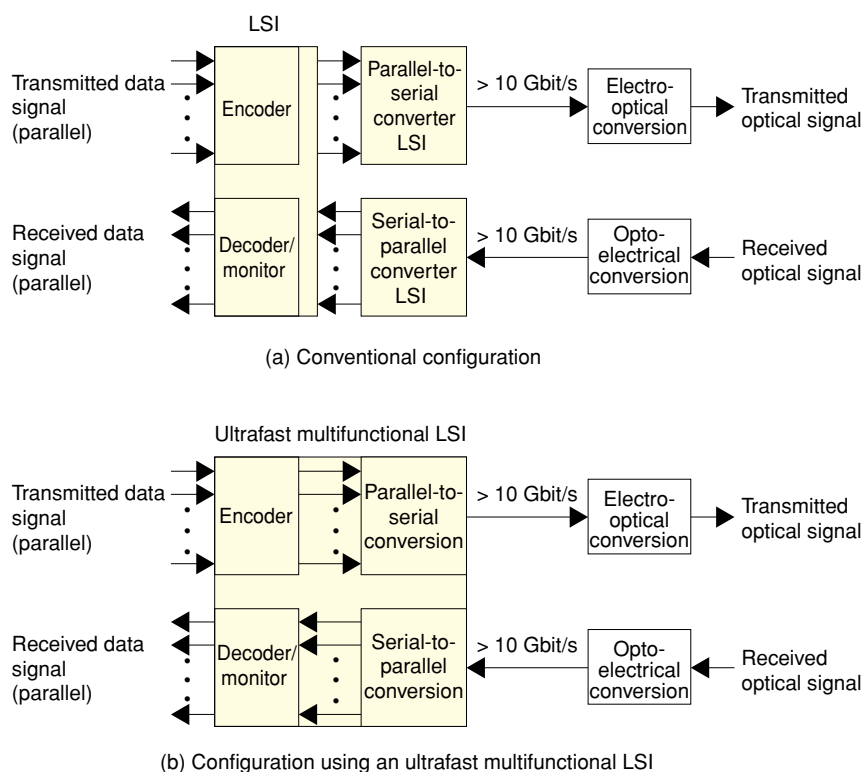 LSI
Transmitted data
signal
(parallel)
Encoder
Parallel-to-
serial
converter
LSI
> 10 Gbit/s
Electro-
optical
conversion
Transmitted
optical signal
Received data
signal
(parallel)
Decoder/
monitor
Serial-to-
parallel
converter
LSI
> 10 Gbit/s
Opto-
electrical
conversion
Received
optical signal
(a) Conventional configuration
Ultrafast multifunctional LSI
Transmitted data
signal
(parallel)
Encoder
Parallel-to-
serial
conversion
> 10 Gbit/s
Electro-
optical
conversion
Transmitted
optical signal
Received data
signal
(parallel)
Decoder/
monitor
Serial-to-
parallel
conversion
> 10 Gbit/s
Opto-
electrical
conversion
Received
optical signal
(b) Configuration using an ultrafast multifunctional LSI